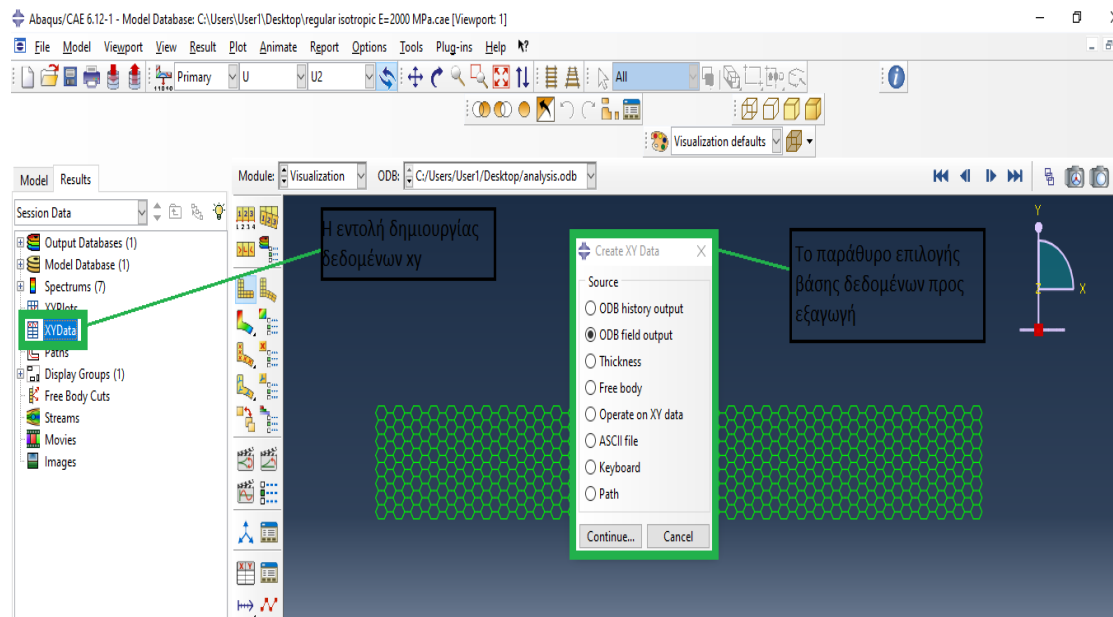 Abaqus/CAE 6.12-1 - Model Database: C:\Users\User1\Desktop\regular isotropic E=2000 MPa.cae [Viewport: 1]
File Model Viewport View Result Plot Animate Report Options Tools Plug-ins Help
Primary U U2 All
Visualization defaults
Model Results
Module: Visualization ODB: C:/Users/User1/Desktop/analysis.odb
Session Data
Output Databases (1)
Model Database (1)
Spectrums (7)
XYPlots
XYData
Paths
Display Groups (1)
Free Body Cuts
Streams
Movies
Images
Η εντολή δημιουργίας
δεδομένων xy
Create XY Data
Source
ODB history output
ODB field output
Thickness
Free body
Operate on XY data
ASCII file
Keyboard
Path
Continue... Cancel
Το παράθυρο επιλογής
βάσης δεδομένων προς
εξαγωγή
Y
Z X